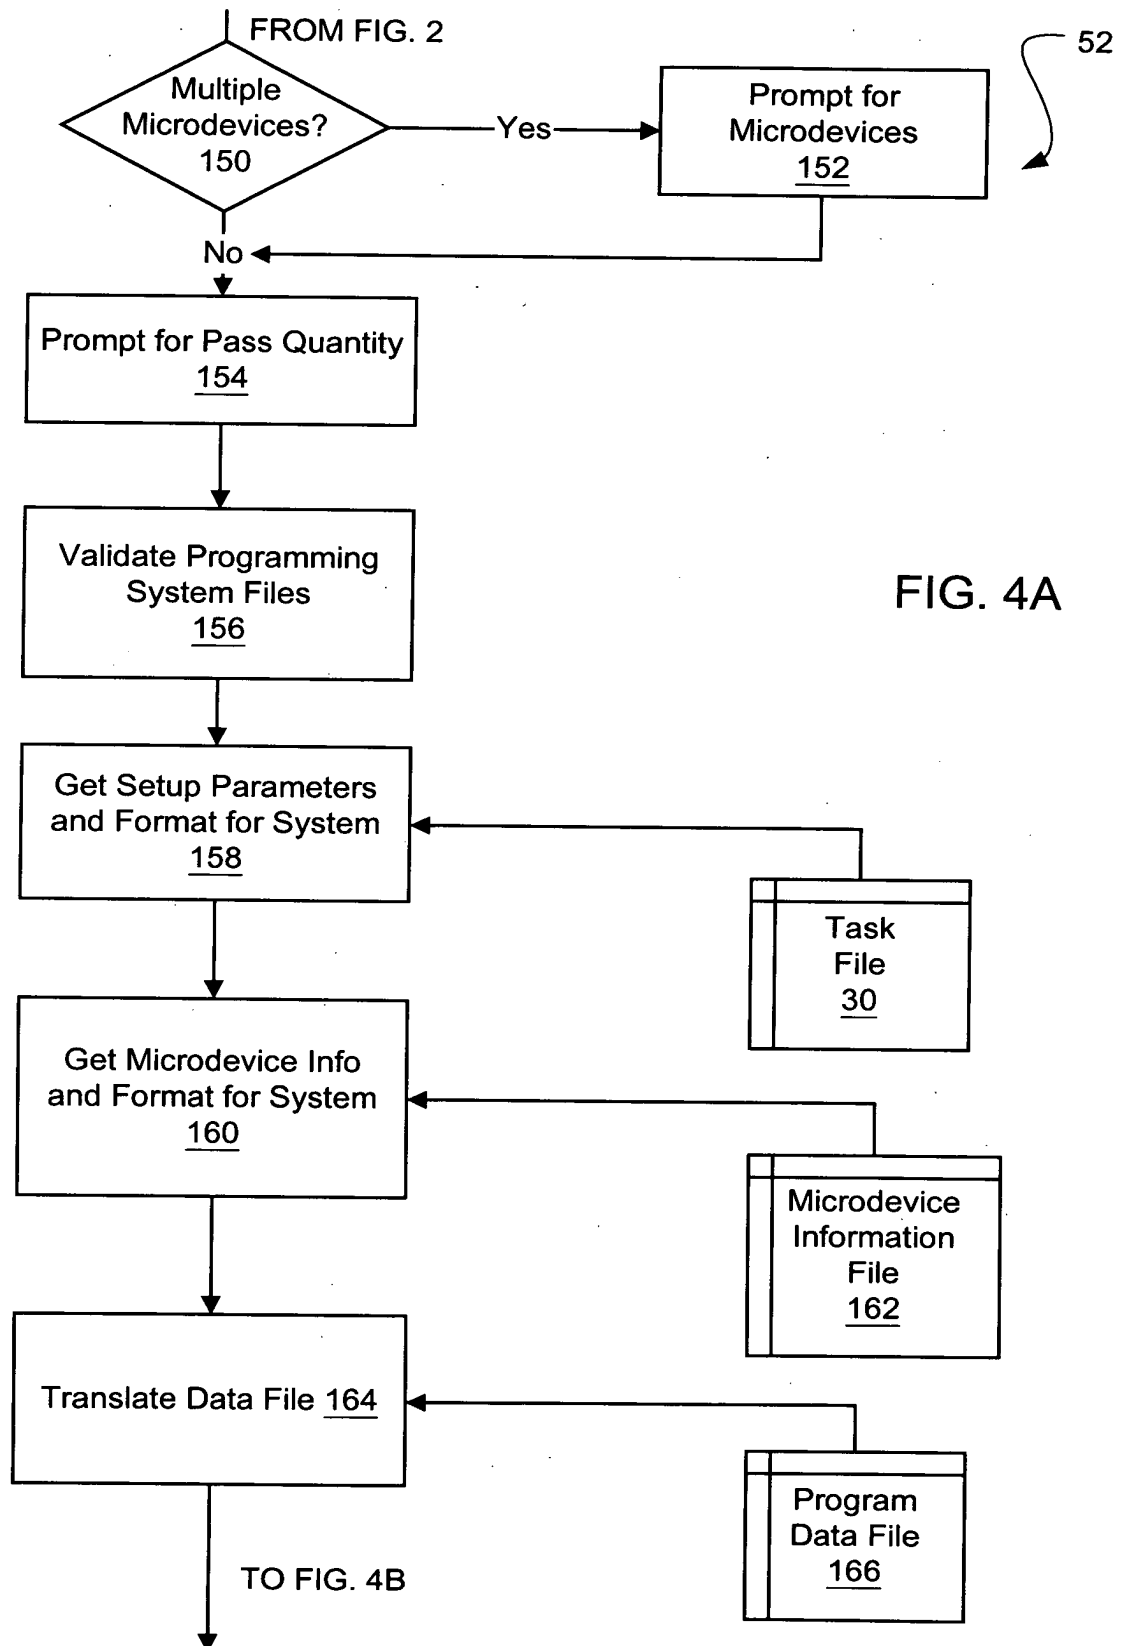 FROM FIG. 2
52
Multiple
Microdevices?
150
Yes
Prompt for
Microdevices
152
No
Prompt for Pass Quantity
154
Validate Programming
System Files
156
FIG. 4A
Get Setup Parameters
and Format for System
158
Task
File
30
Get Microdevice Info
and Format for System
160
Microdevice
Information
File
162
Translate Data File 164
Program
Data File
166
TO FIG. 4B